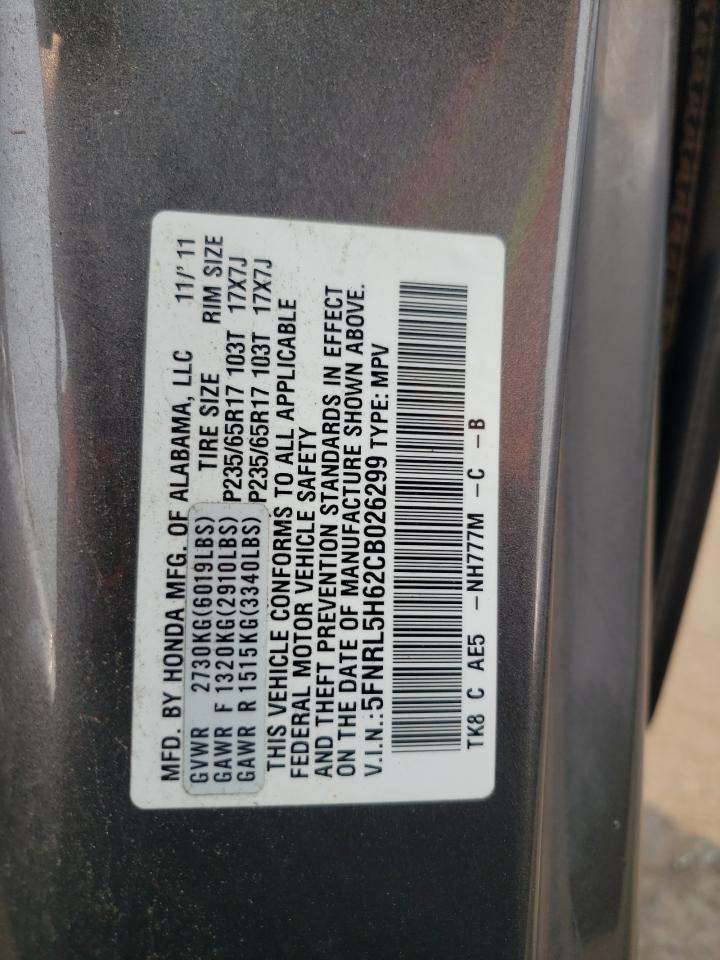 MFD. BY HONDA MFG. OF ALABAMA, LLC 11/' 11
TIRE SIZE RIM SIZE
GVWR 2730KG(6019LBS)
GAWR F 1320KG(2910LBS) P235/65R17 103T 17X7J
GAWR R 1515KG(3340LBS) P235/65R17 103T 17X7J
THIS VEHICLE CONFORMS TO ALL APPLICABLE
FEDERAL MOTOR VEHICLE SAFETY
AND THEFT PREVENTION STANDARDS IN EFFECT
ON THE DATE OF MANUFACTURE SHOWN ABOVE.
V.I.N.:5FNRL5H62CB026299 TYPE: MPV
TK8 C AE5 -NH777M -C -B